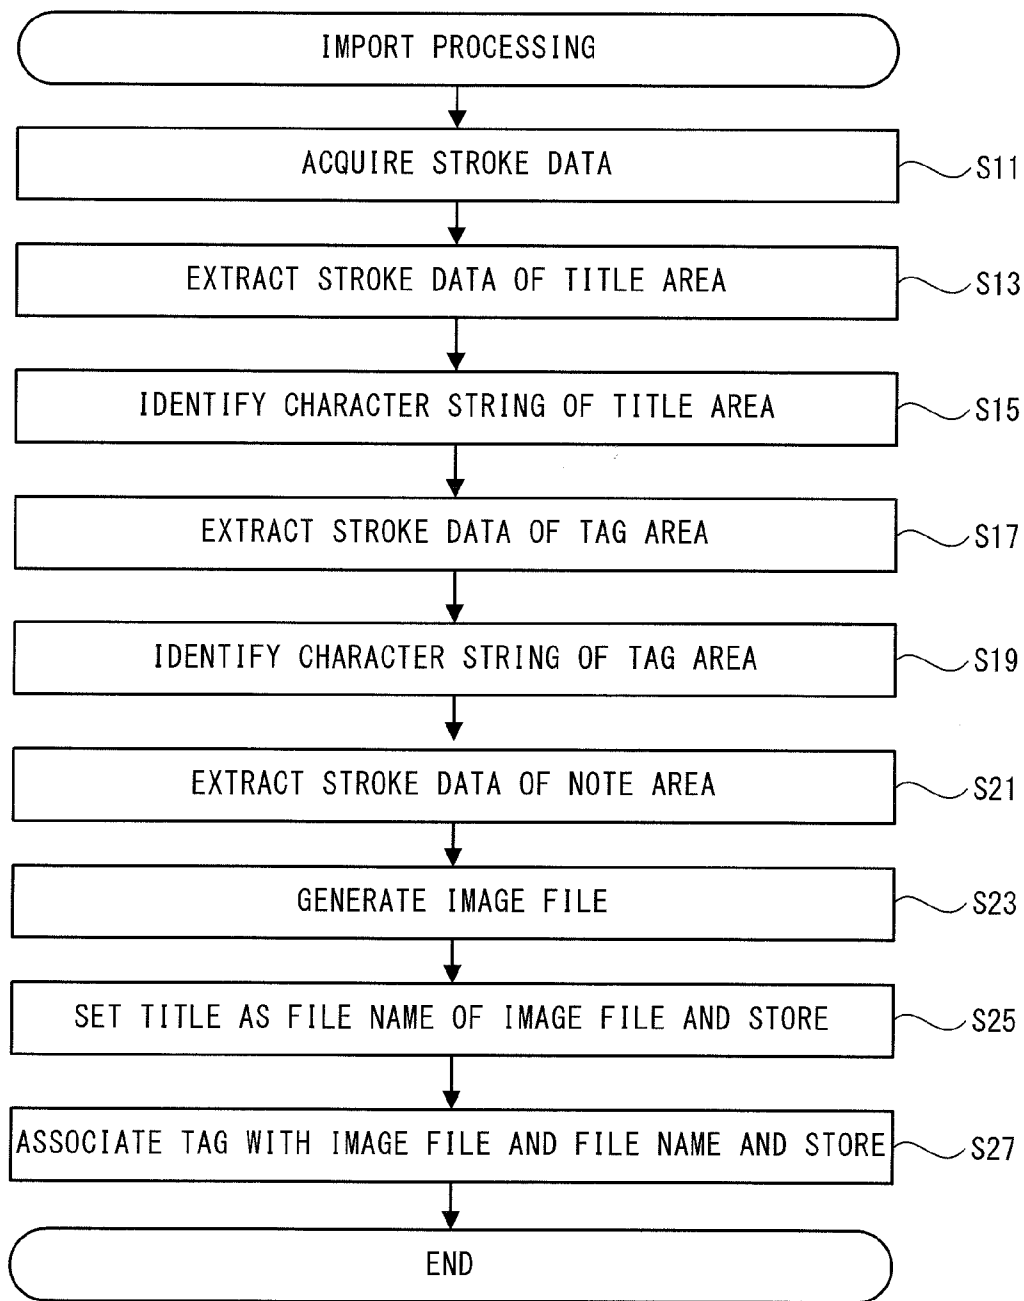 IMPORT PROCESSING
ACQUIRE STROKE DATA
S11
EXTRACT STROKE DATA OF TITLE AREA
S13
IDENTIFY CHARACTER STRING OF TITLE AREA
S15
EXTRACT STROKE DATA OF TAG AREA
S17
IDENTIFY CHARACTER STRING OF TAG AREA
S19
EXTRACT STROKE DATA OF NOTE AREA
S21
GENERATE IMAGE FILE
S23
SET TITLE AS FILE NAME OF IMAGE FILE AND STORE
S25
ASSOCIATE TAG WITH IMAGE FILE AND FILE NAME AND STORE
S27
END